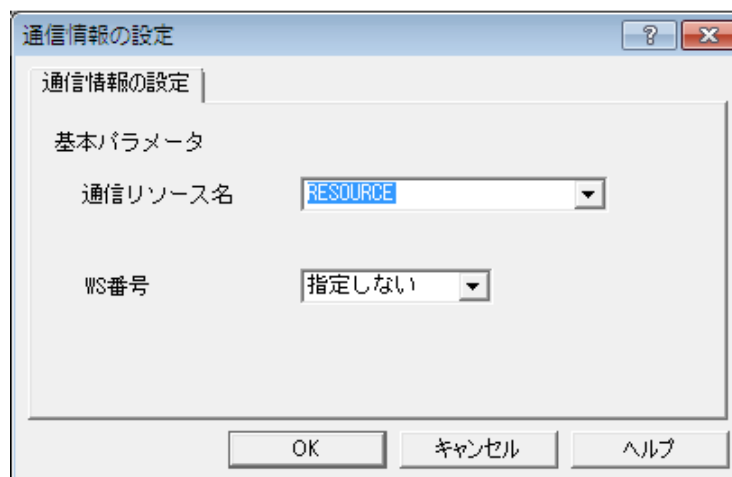 通信情報の設定
通信情報の設定
基本パラメータ
通信リソース名 RESOURCE
WS番号 指定しない
OK キャンセル ヘルプ